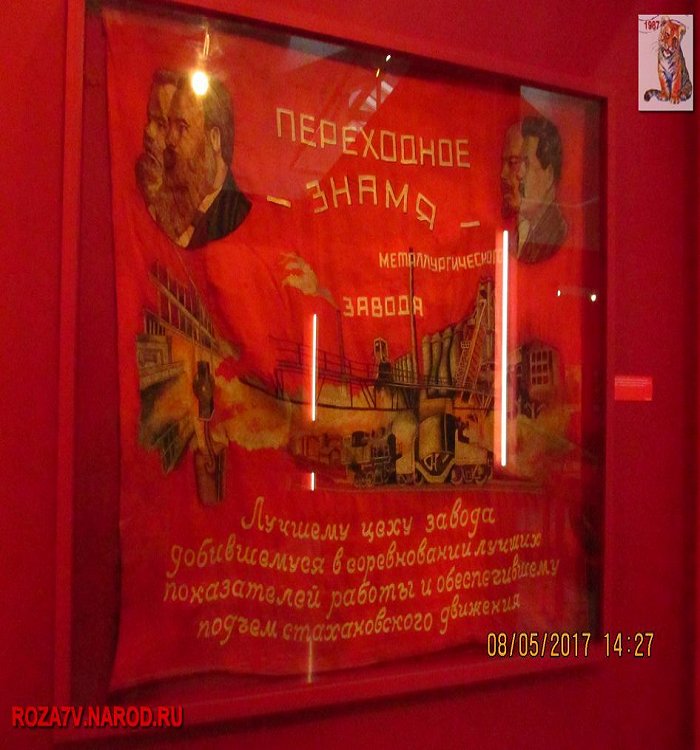 1987
ПЕРЕХОДНОЕ
- ЗНАМЯ -
МЕТАЛЛУРГИЧЕСКОГО
ЗАВОДА
Лучшему цеху завода
добившемуся в соревновании лучших
показателей работы и обеспечившему
подъем стахановского движения
08/05/2017 14:27
ROZA7V.NAROD.RU